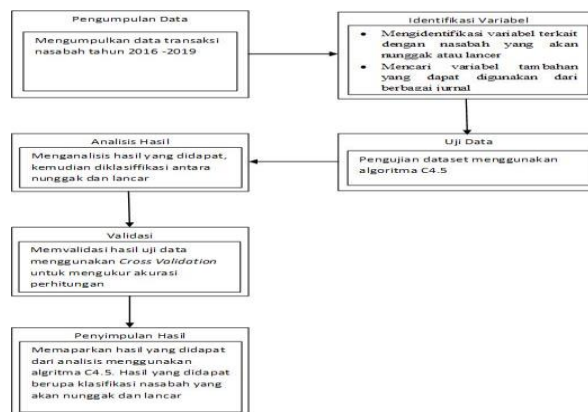 Pengumpulan Data
Mengumpulkan data transaksi
nasabah tahun 2016 -2019
Identifikasi Variabel
• Mengidentifikasi variabel terkait
dengan nasabah yang akan
nunggak atau lancer
• Mencari variabel tambahan
yang dapat digunakan dari
berbagai jurnal
Uji Data
Pengujian dataset menggunakan
algoritma C4.5
Analisis Hasil
Menganalisis hasil yang didapat,
kemudian diklasiffikasi antara
nunggak dan lancar
Validasi
Memvalidasi hasil uji data
menggunakan Cross Validation
untuk mengukur akurasi
perhitungan
Penyimpulan Hasil
Memaparkan hasil yang didapat
dari analisis menggunakan
algritma C4.5. Hasil yang didapat
berupa klasifikasi nasabah yang
akan nunggak dan lancar